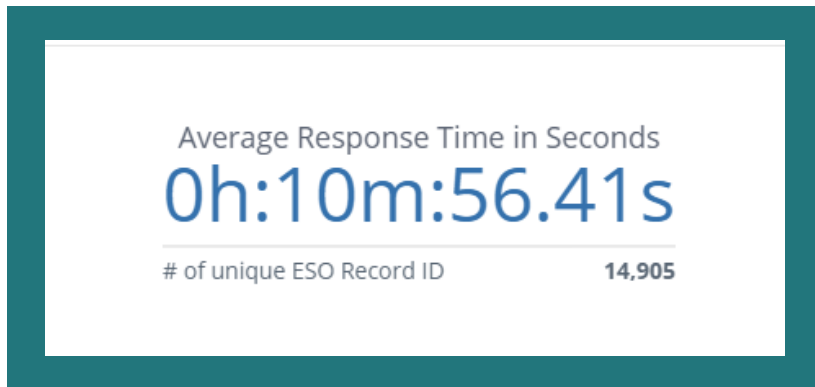 Average Response Time in Seconds
0h:10m:56.41s
# of unique ESO Record ID 14,905